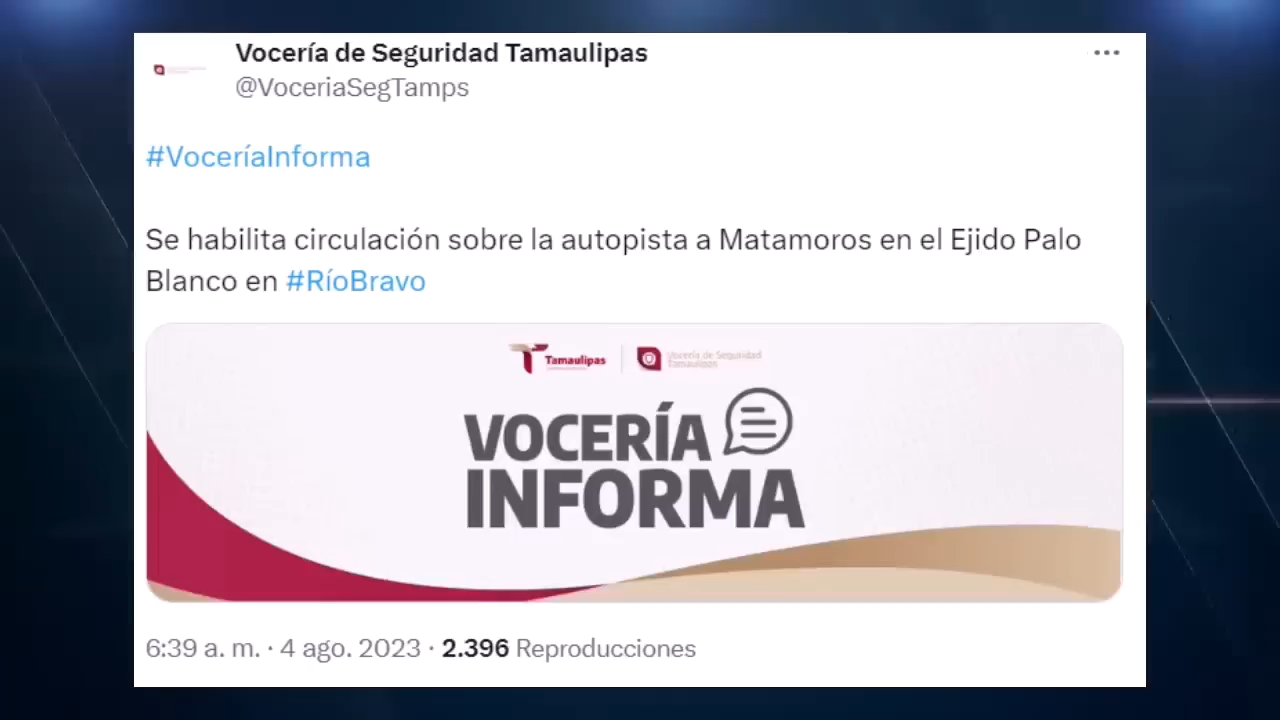 Vocería de Seguridad Tamaulipas
@VoceriaSegTamps
#VoceríaInforma
Se habilita circulación sobre la autopista a Matamoros en el Ejido Palo
Blanco en #RíoBravo
Tamaulipas
Vocería de Seguridad
Tamaulipas
VOCERÍA
INFORMA
6:39 a. m. · 4 ago. 2023 · 2.396 Reproducciones